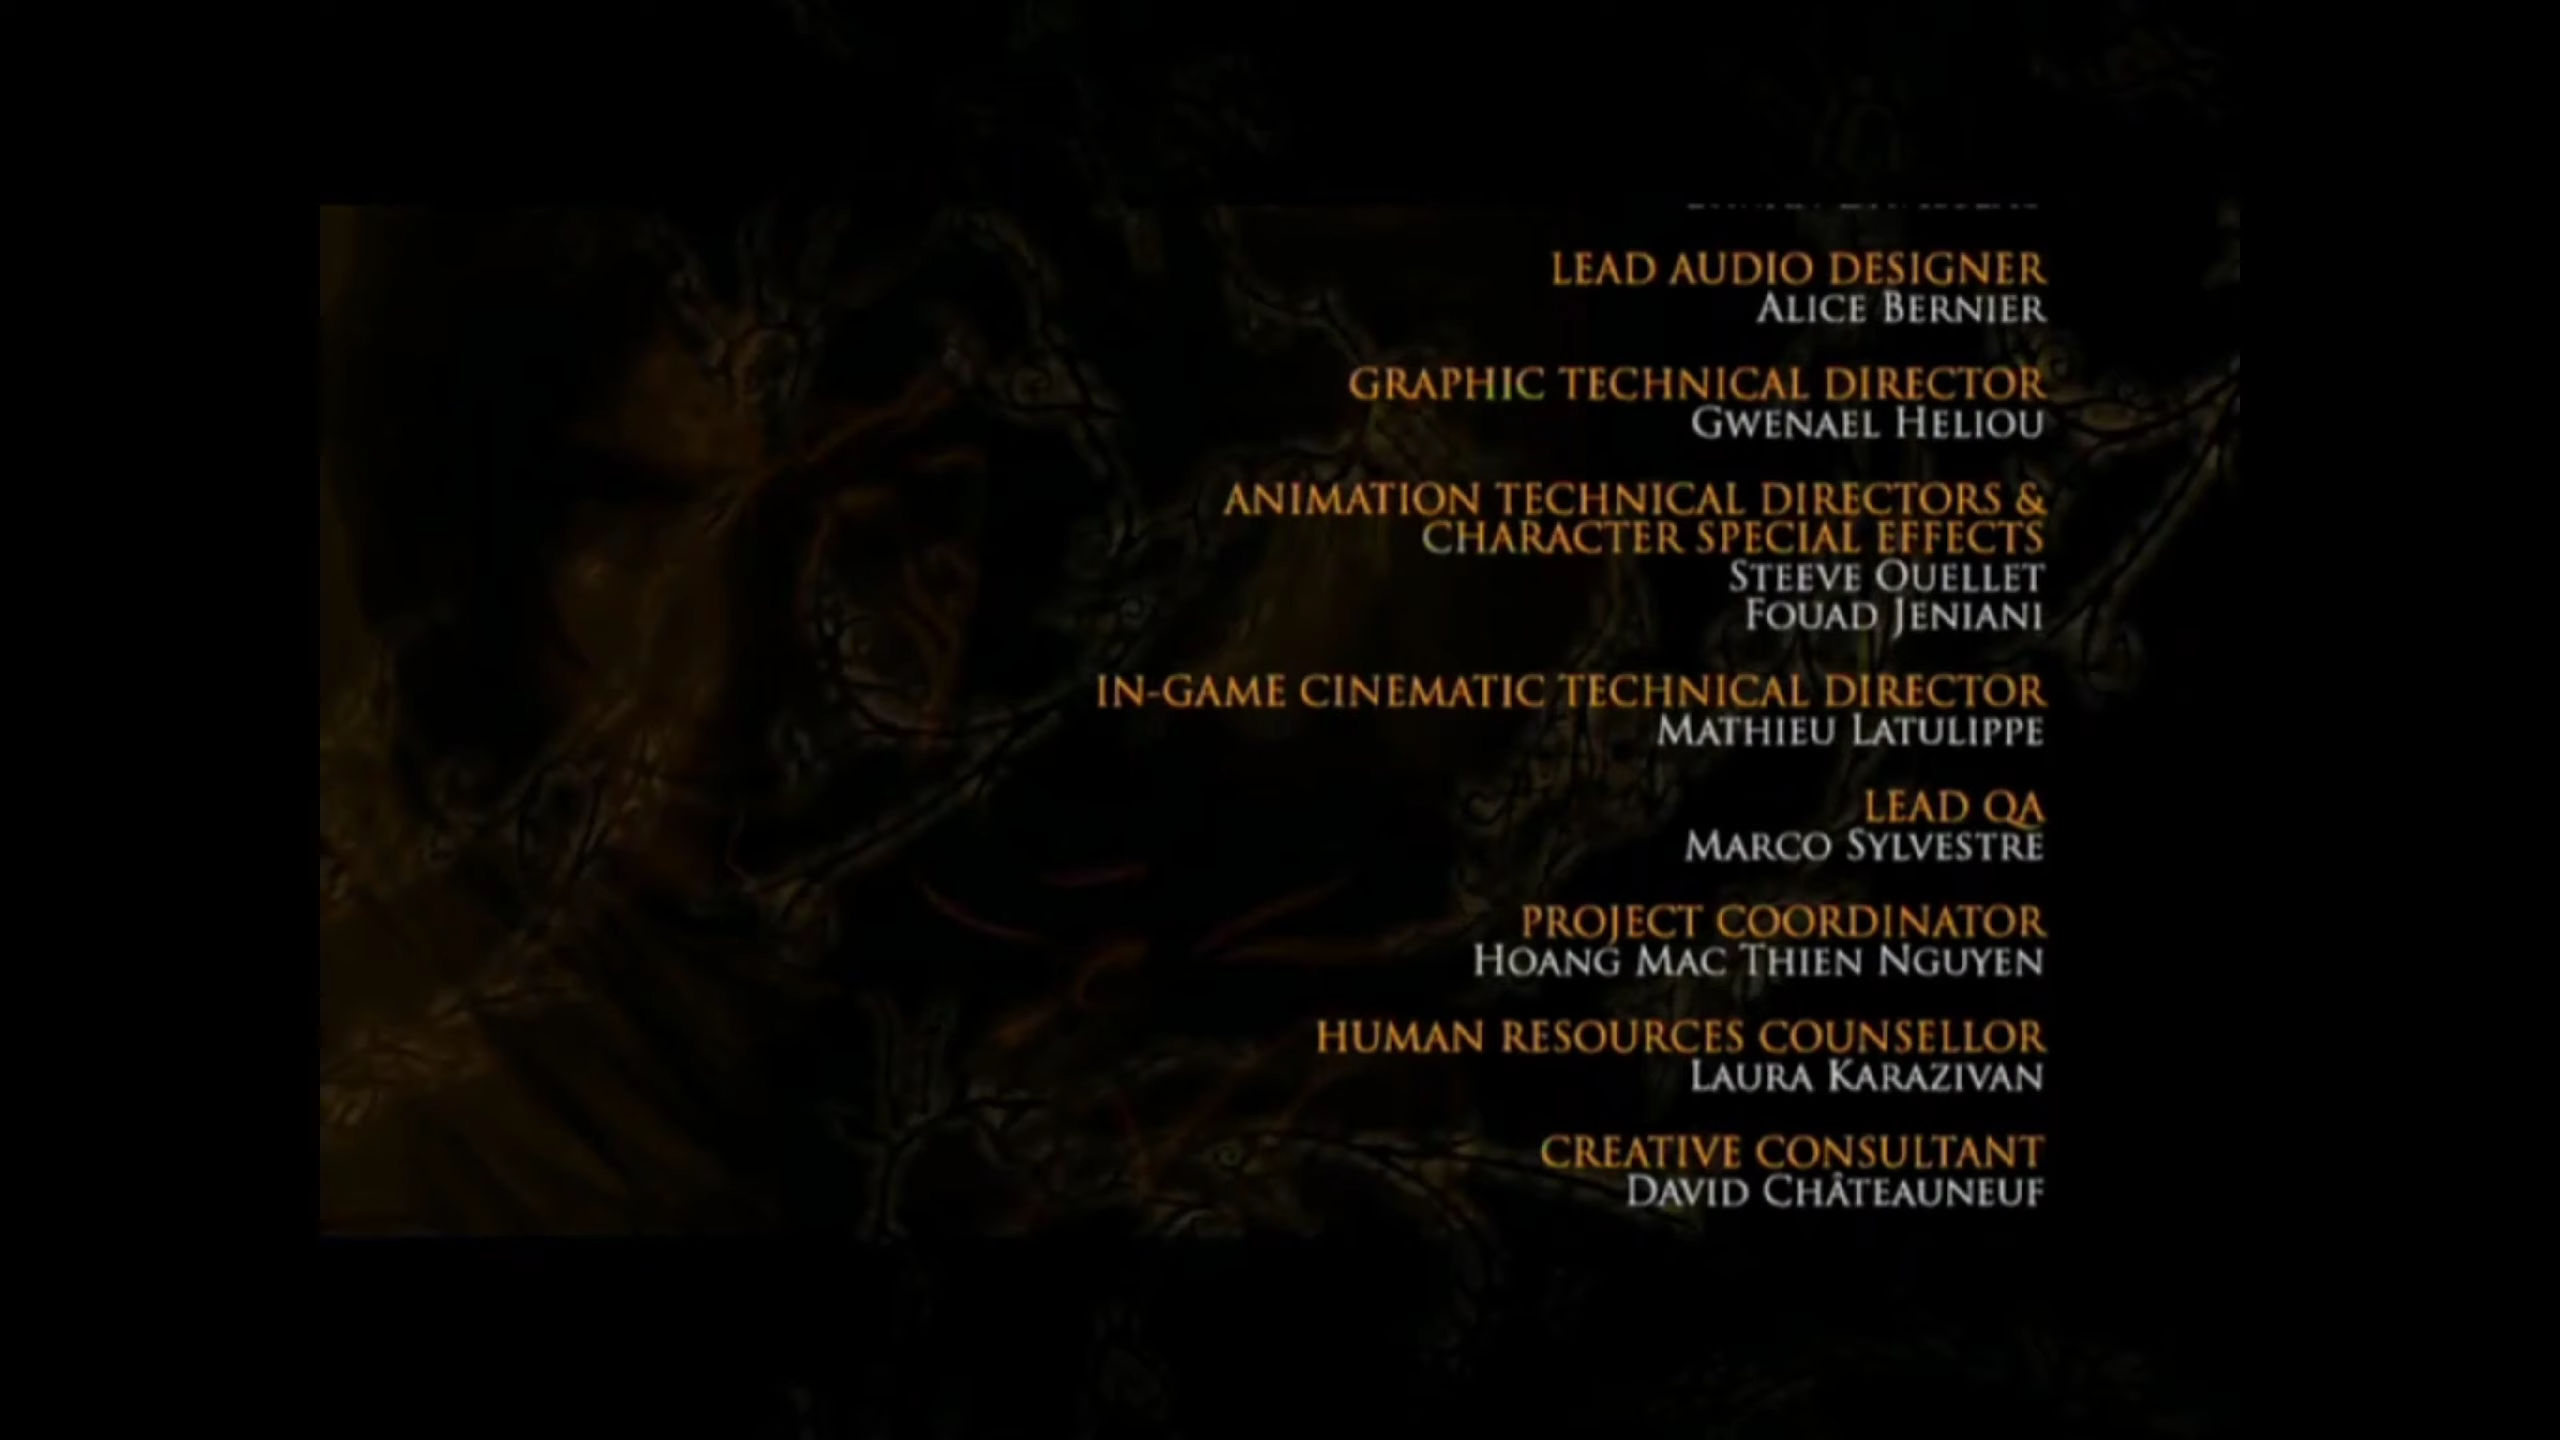 LEAD AUDIO DESIGNER
ALICE BERNIER
GRAPHIC TECHNICAL DIRECTOR
GWENAEL HELIOU
ANIMATION TECHNICAL DIRECTORS &
CHARACTER SPECIAL EFFECTS
STEEVE OUELLET
FOUAD JENIANI
IN-GAME CINEMATIC TECHNICAL DIRECTOR
MATHIEU LATULIPPE
LEAD QA
MARCO SYLVESTRE
PROJECT COORDINATOR
HOANG MAC THIEN NGUYEN
HUMAN RESOURCES COUNSELLOR
LAURA KARAZIVAN
CREATIVE CONSULTANT
DAVID CHÂTEAUNEUF